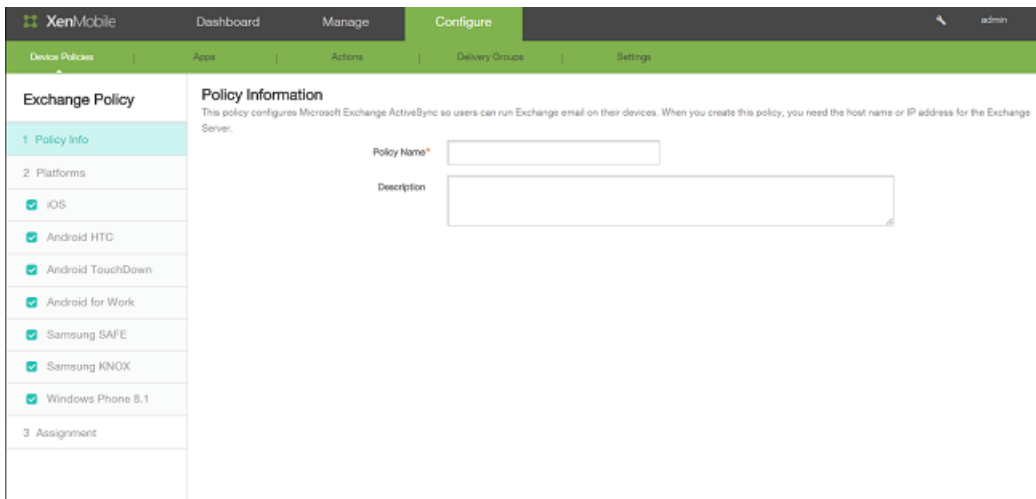 XenMobile Dashboard Manage Configure admin
Device Policies | Apps | Actions | Delivery Groups | Settings
Exchange Policy
1 Policy Info
2 Platforms
iOS
Android HTC
Android TouchDown
Android for Work
Samsung SAFE
Samsung KNOX
Windows Phone 8.1
3 Assignment
Policy Information
This policy configures Microsoft Exchange ActiveSync so users can run Exchange email on their devices. When you create this policy, you need the host name or IP address for the Exchange
Server.
Policy Name*
Description